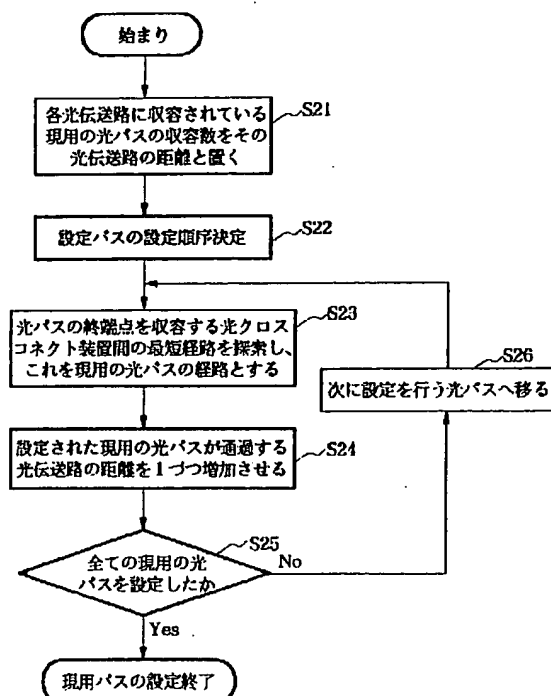 始まり
各光伝送路に収容されている
現用の光パスの収容数をその
光伝送路の距離と置く
S21
設定パスの設定順序決定
S22
光パスの終端点を収容する光クロス
コネクト装置間の最短経路を探索し、
これを現用の光パスの経路とする
S23
次に設定を行う光パスへ移る
S26
設定された現用の光パスが通過する
光伝送路の距離を1づつ増加させる
S24
全ての現用の光
パスを設定したか
S25
No
Yes
現用パスの設定終了